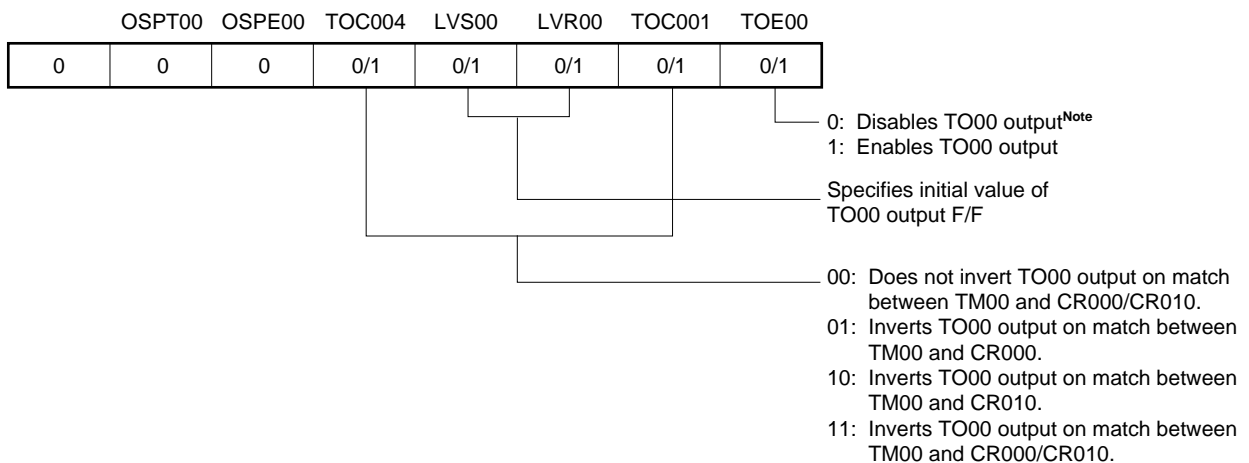 OSPT00 OSPE00 TOC004 LVS00 LVR00 TOC001 TOE00
0 0 0 0/1 0/1 0/1 0/1 0/1
0: Disables TO00 outputNote
1: Enables TO00 output
Specifies initial value of
TO00 output F/F
00: Does not invert TO00 output on match
between TM00 and CR000/CR010.
01: Inverts TO00 output on match between
TM00 and CR000.
10: Inverts TO00 output on match between
TM00 and CR010.
11: Inverts TO00 output on match between
TM00 and CR000/CR010.